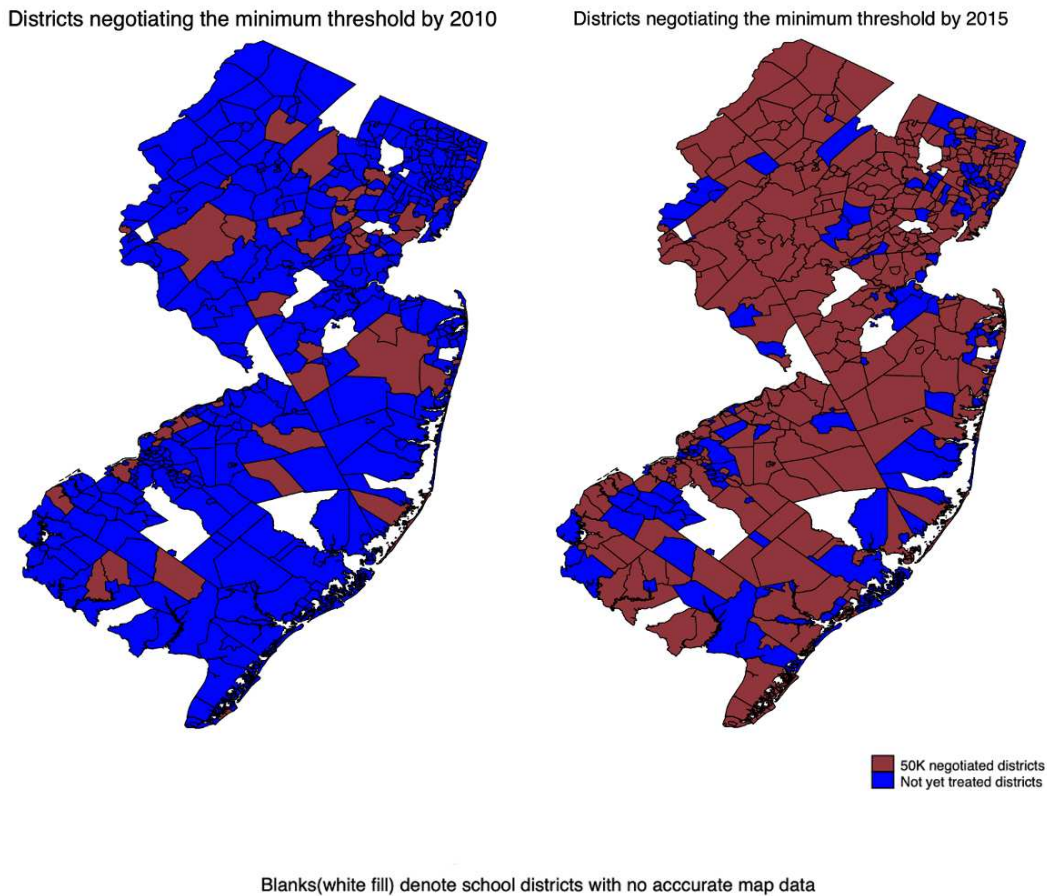 Districts negotiating the minimum threshold by 2010
Districts negotiating the minimum threshold by 2015
50K negotiated districts
Not yet treated districts
Blanks(white fill) denote school districts with no acccurate map data